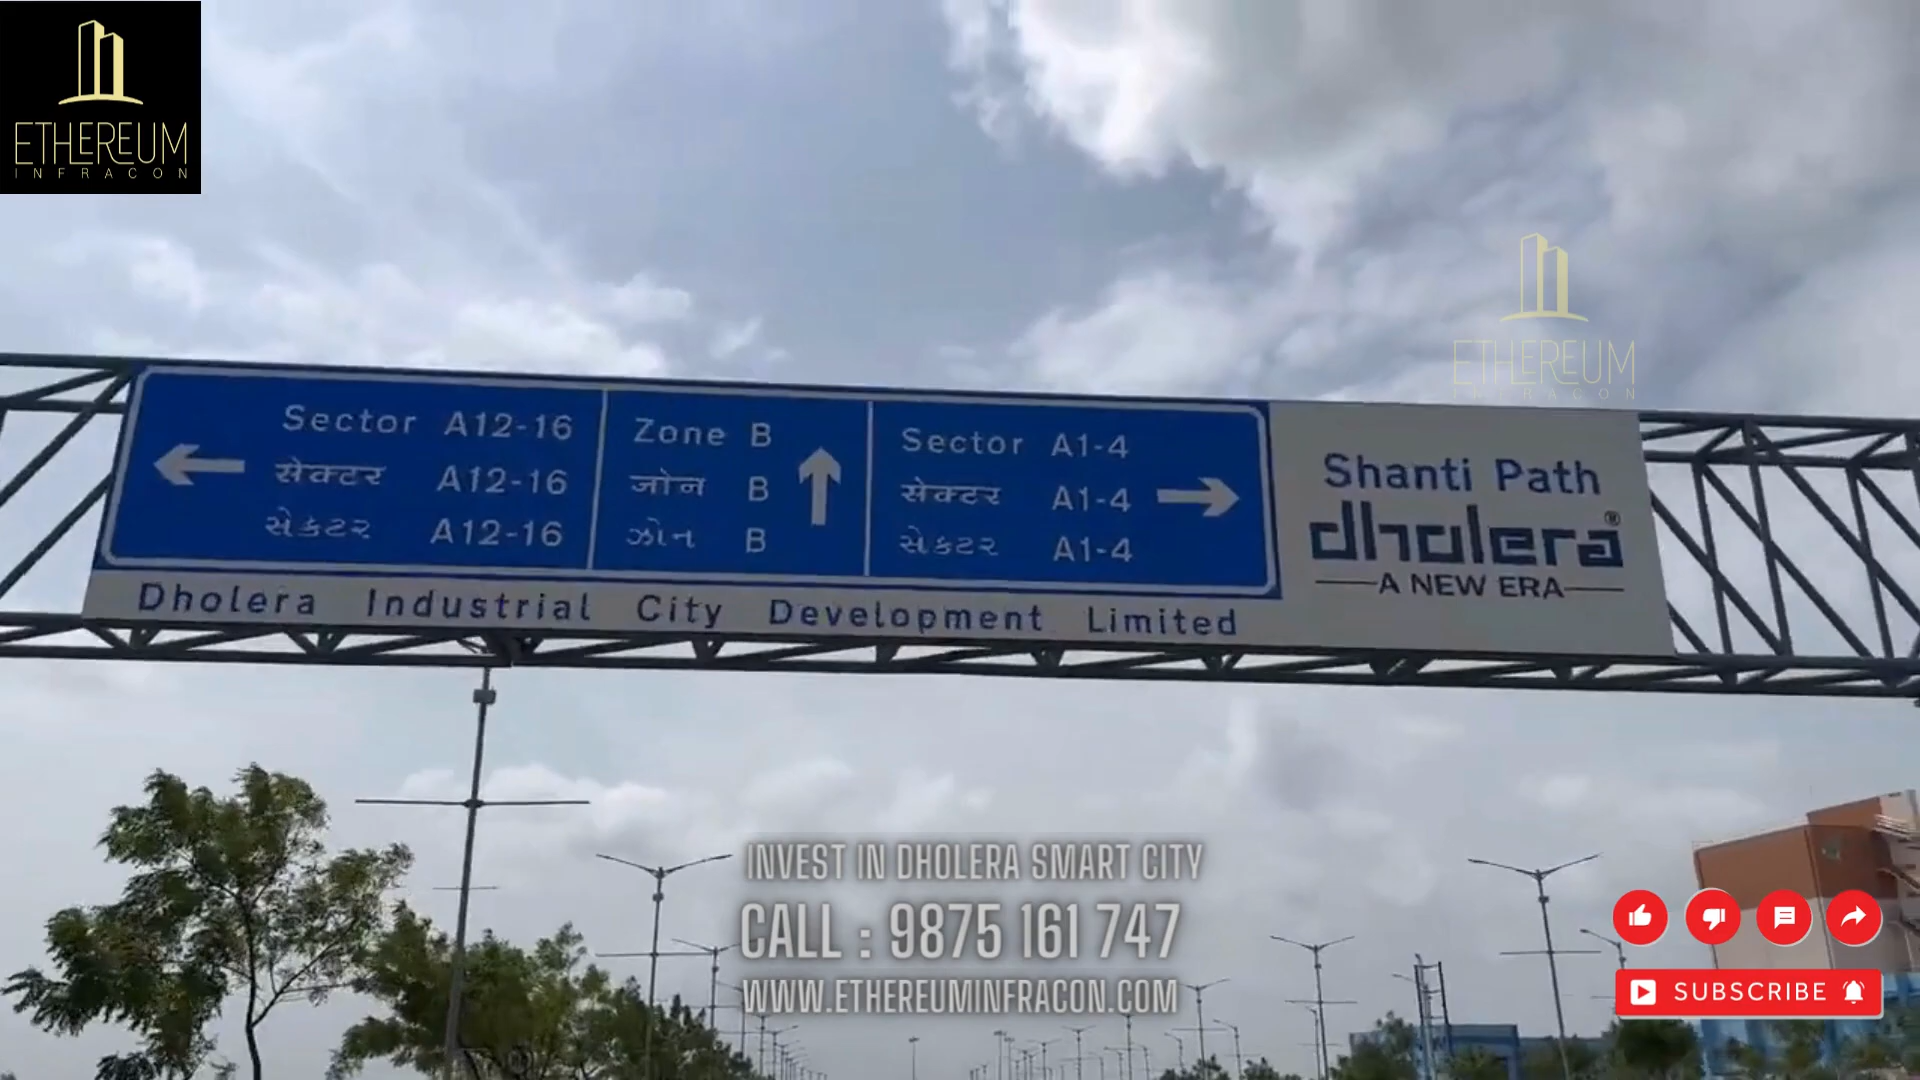 ETHEREUM
INFRACON
ETHEREUM
INFRACON
Sector A12-16
सेक्टर A12-16
સેકટર A12-16
Zone B
जोन B
ઝોન B
Sector A1-4
सेक्टर A1-4
સેકટર A1-4
Shanti Path
dholera®
A NEW ERA
Dholera Industrial City Development Limited
INVEST IN DHOLERA SMART CITY
CALL : 9875 161 747
WWW.ETHEREUMINFRACON.COM
SUBSCRIBE